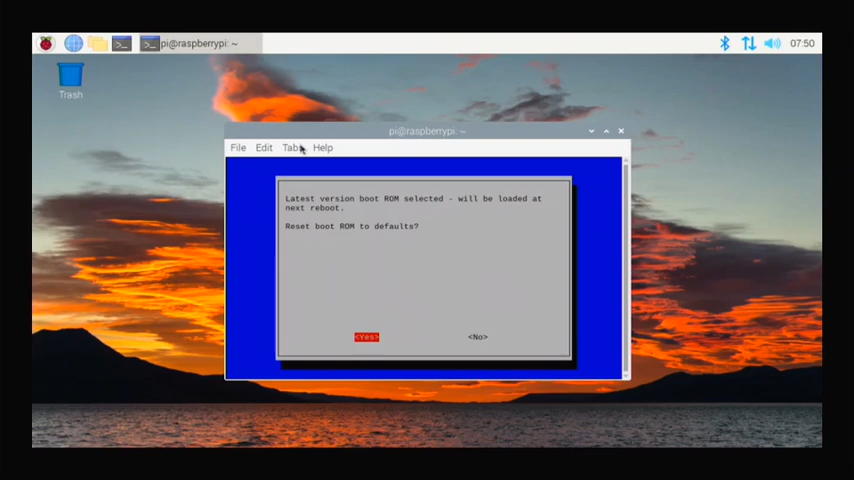 pi@raspberrypi: ~
07:50
Trash
pi@raspberrypi: ~
File Edit Tabs Help
Latest version boot ROM selected - will be loaded at
next reboot.
Reset boot ROM to defaults?
<Yes> <No>